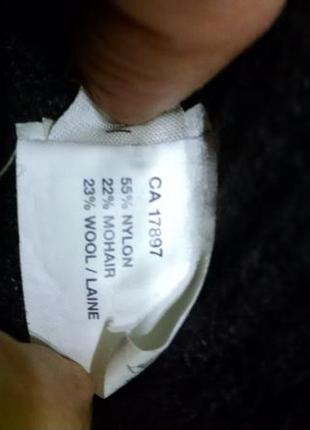 CA 17897
55% NYLON
22% MOHAIR
23% WOOL / LAINE